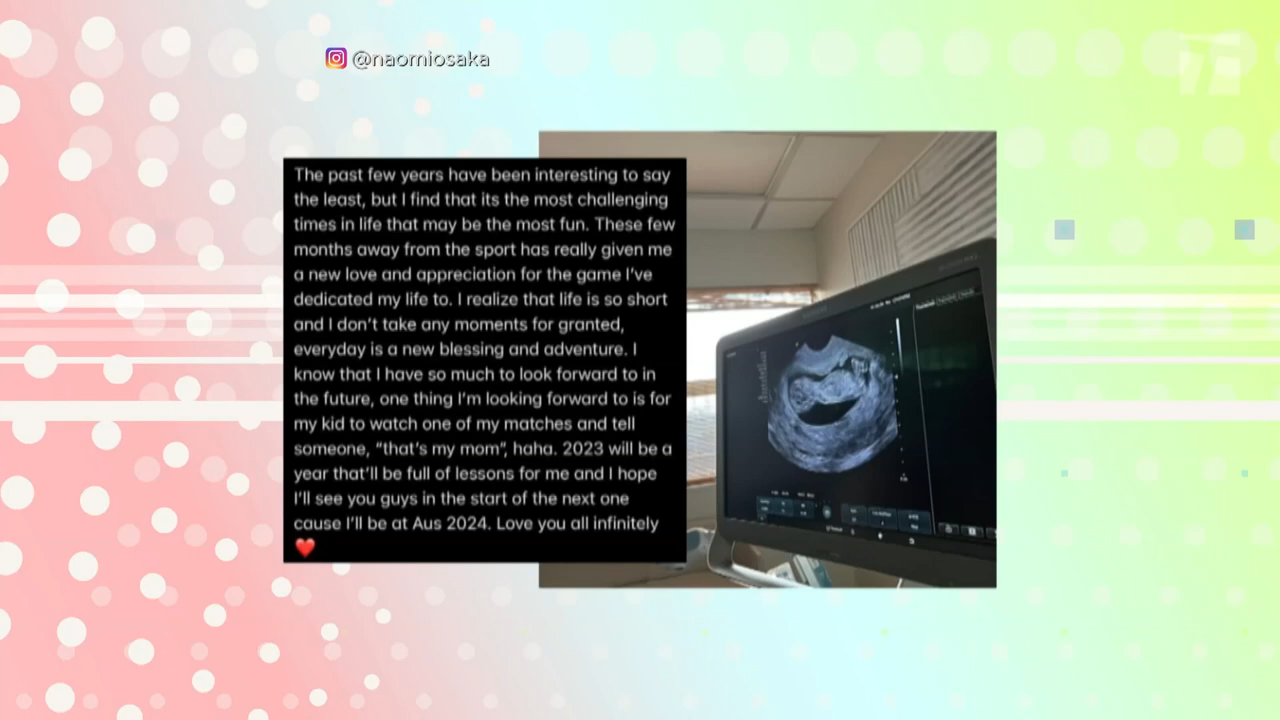 @naomiosaka
The past few years have been interesting to say
the least, but I find that its the most challenging
times in life that may be the most fun. These few
months away from the sport has really given me
a new love and appreciation for the game I've
dedicated my life to. I realize that life is so short
and I don't take any moments for granted,
everyday is a new blessing and adventure. I
know that I have so much to look forward to in
the future, one thing I'm looking forward to is for
my kid to watch one of my matches and tell
someone, "that's my mom", haha. 2023 will be a
year that'll be full of lessons for me and I hope
I'll see you guys in the start of the next one
cause I'll be at Aus 2024. Love you all infinitely
❤️